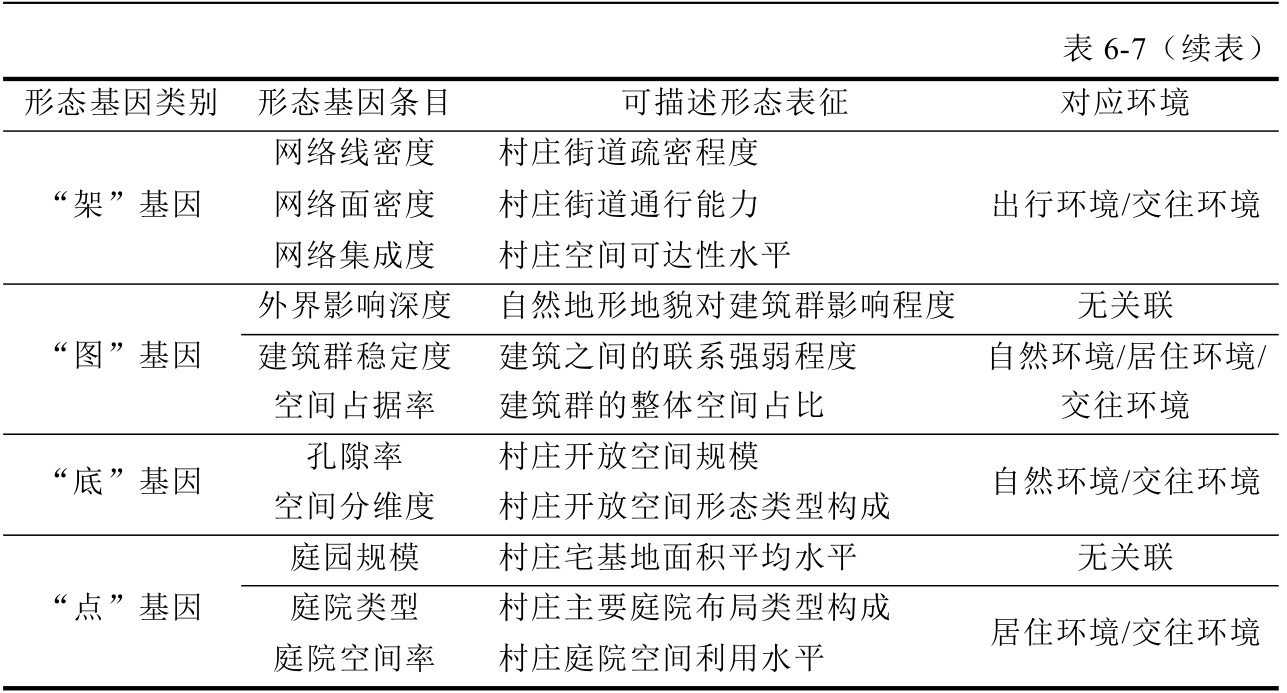 表 6-7（续表）
形态基因类别 形态基因条目 可描述形态表征 对应环境
网络线密度 村庄街道疏密程度
“架”基因 网络面密度 村庄街道通行能力 出行环境/交往环境
网络集成度 村庄空间可达性水平
外界影响深度 自然地形地貌对建筑群影响程度 无关联
“图”基因 建筑群稳定度 建筑之间的联系强弱程度 自然环境/居住环境/
空间占据率 建筑群的整体空间占比 交往环境
孔隙率 村庄开放空间规模
“底”基因 自然环境/交往环境
空间分维度 村庄开放空间形态类型构成
庭园规模 村庄宅基地面积平均水平 无关联
“点”基因 庭院类型 村庄主要庭院布局类型构成
居住环境/交往环境
庭院空间率 村庄庭院空间利用水平